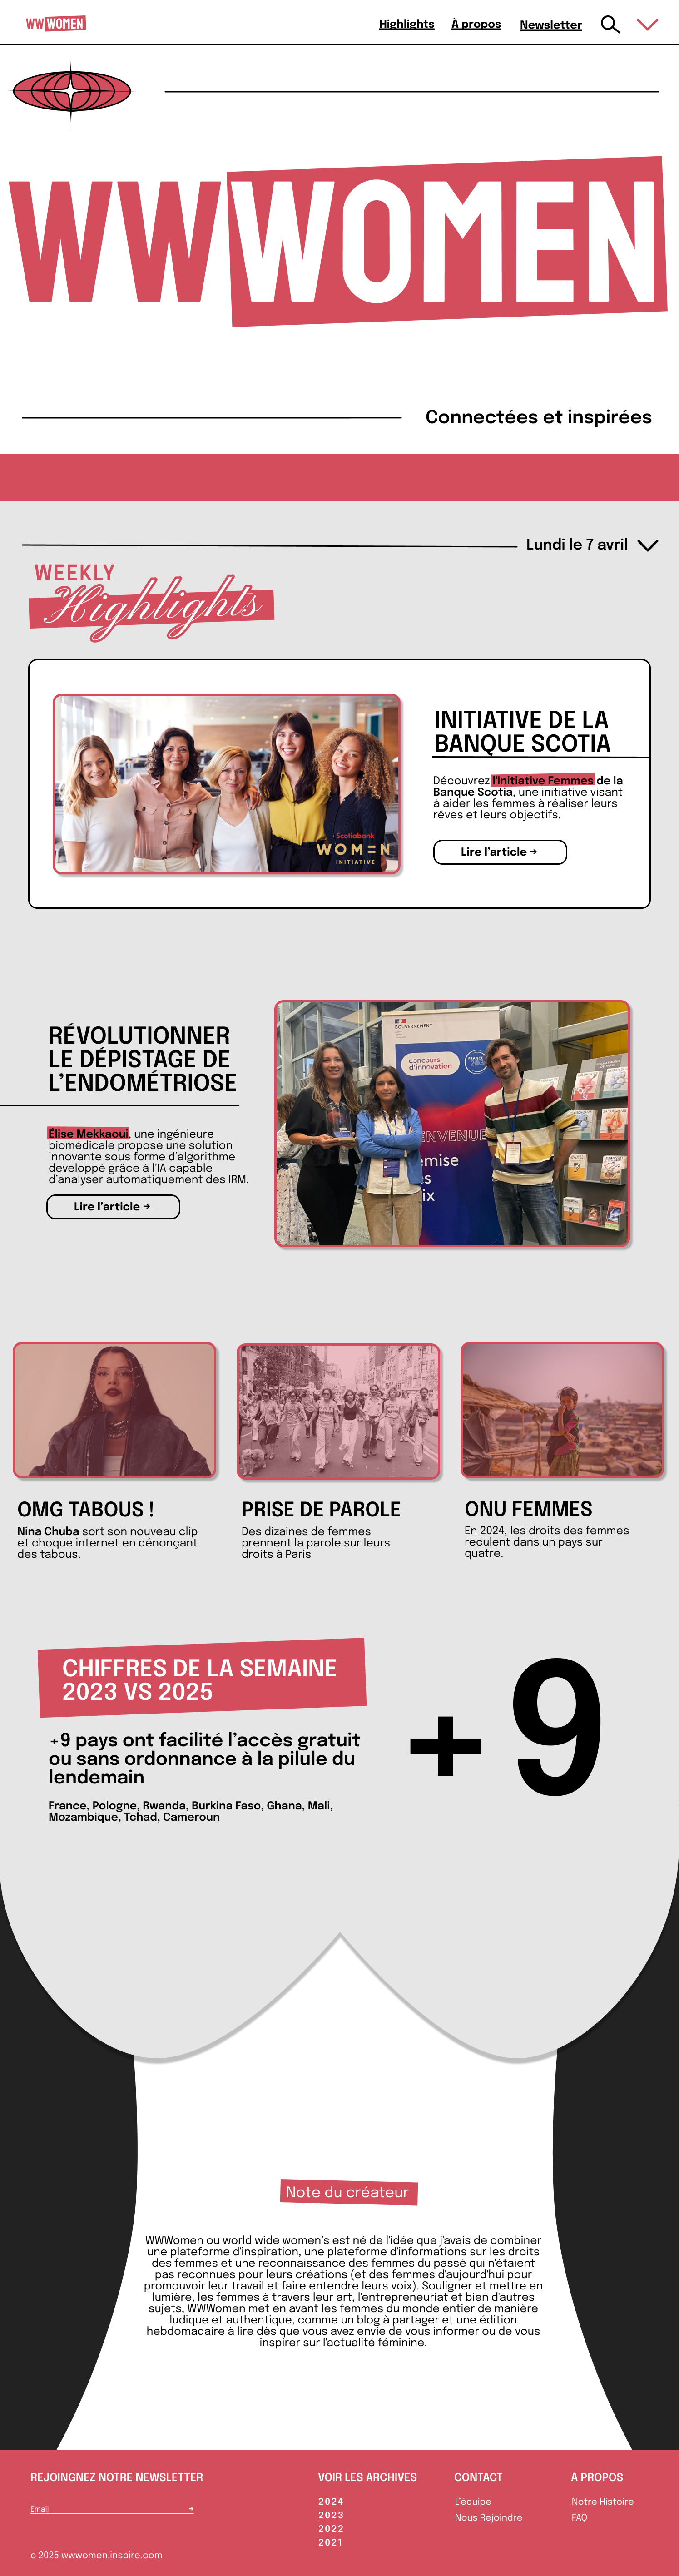 WWWOMEN
Highlights
À propos
Newsletter
WWWOMEN
Connectées et inspirées
Lundi le 7 avril
WEEKLY
Highlights
Scotiabank
WOMEN
INITIATIVE
INITIATIVE DE LA
BANQUE SCOTIA
Découvrez l'Initiative Femmes de la
Banque Scotia, une initiative visant
à aider les femmes à réaliser leurs
rêves et leurs objectifs.
Lire l'article →
RÉVOLUTIONNER
LE DÉPISTAGE DE
L'ENDOMÉTRIOSE
Élise Mekkaoui, une ingénieure
biomédicale propose une solution
innovante sous forme d'algorithme
developpé grâce à l'IA capable
d'analyser automatiquement des IRM.
Lire l'article →
GOUVERNEMENT
concours
d'innovation
ENVENUE
emise
es
ix
OMG TABOUS !
Nina Chuba sort son nouveau clip
et choque internet en dénonçant
des tabous.
PRISE DE PAROLE
Des dizaines de femmes
prennent la parole sur leurs
droits à Paris
ONU FEMMES
En 2024, les droits des femmes
reculent dans un pays sur
quatre.
CHIFFRES DE LA SEMAINE
2023 VS 2025
+9 pays ont facilité l'accès gratuit
ou sans ordonnance à la pilule du
lendemain
France, Pologne, Rwanda, Burkina Faso, Ghana, Mali,
Mozambique, Tchad, Cameroun
+9
Note du créateur
WWWomen ou world wide women's est né de l'idée que j'avais de combiner
une plateforme d'inspiration, une plateforme d'informations sur les droits
des femmes et une reconnaissance des femmes du passé qui n'étaient
pas reconnues pour leurs créations (et des femmes d'aujourd'hui pour
promouvoir leur travail et faire entendre leurs voix). Souligner et mettre en
lumière, les femmes à travers leur art, l'entrepreneuriat et bien d'autres
sujets, WWWomen met en avant les femmes du monde entier de manière
ludique et authentique, comme un blog à partager et une édition
hebdomadaire à lire dès que vous avez envie de vous informer ou de vous
inspirer sur l'actualité féminine.
REJOINGNEZ NOTRE NEWSLETTER
Email →
c 2025 wwwomen.inspire.com
VOIR LES ARCHIVES
2024
2023
2022
2021
CONTACT
L'équipe
Nous Rejoindre
À PROPOS
Notre Histoire
FAQ